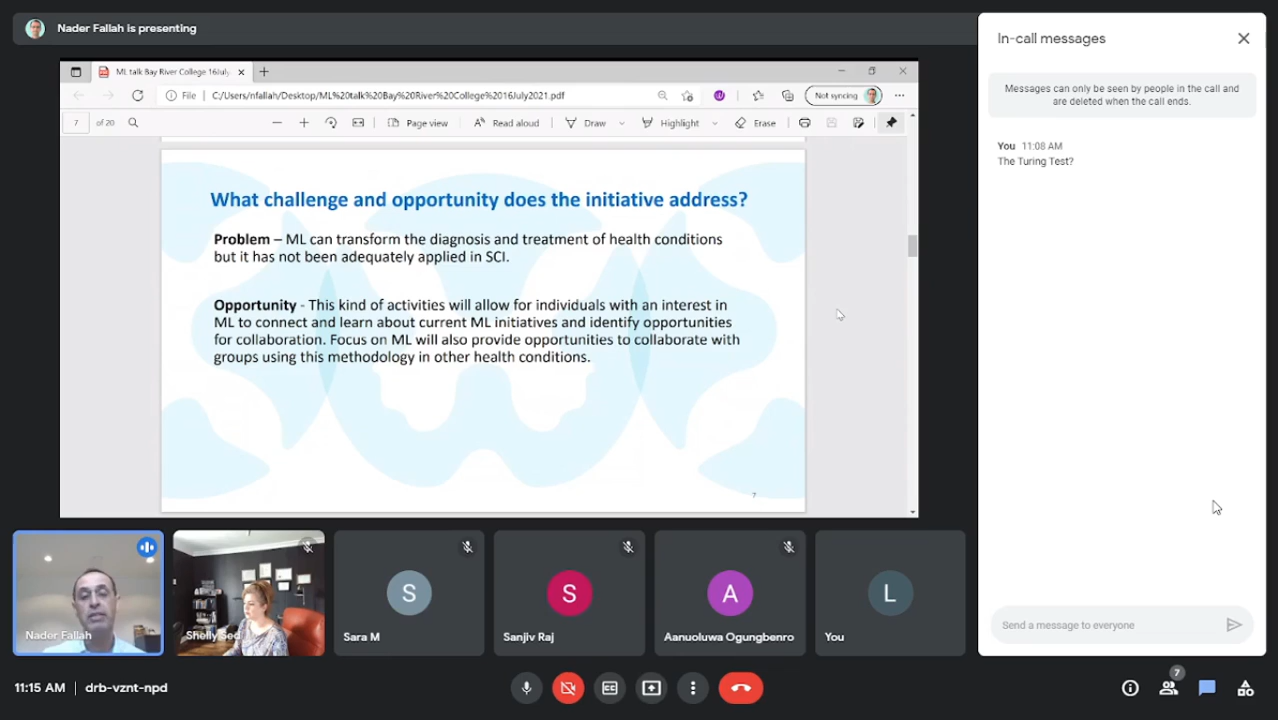 Nader Fallah is presenting
ML talk Bay River College 16July
File
C:/Users/nfallah/Desktop/ML%20talk%20Bay%20River%20College%2016July2021.pdf
Not syncing
7 of 20
Page view
Read aloud
Draw
Highlight
Erase
What challenge and opportunity does the initiative address?
Problem – ML can transform the diagnosis and treatment of health conditions
but it has not been adequately applied in SCI.
Opportunity - This kind of activities will allow for individuals with an interest in
ML to connect and learn about current ML initiatives and identify opportunities
for collaboration. Focus on ML will also provide opportunities to collaborate with
groups using this methodology in other health conditions.
7
In-call messages
Messages can only be seen by people in the call and
are deleted when the call ends.
You 11:08 AM
The Turing Test?
Send a message to everyone
Nader Fallah
Shelly Sed
S
Sara M
S
Sanjiv Raj
A
Aanuoluwa Ogungbenro
L
You
11:15 AM | drb-vznt-npd
7